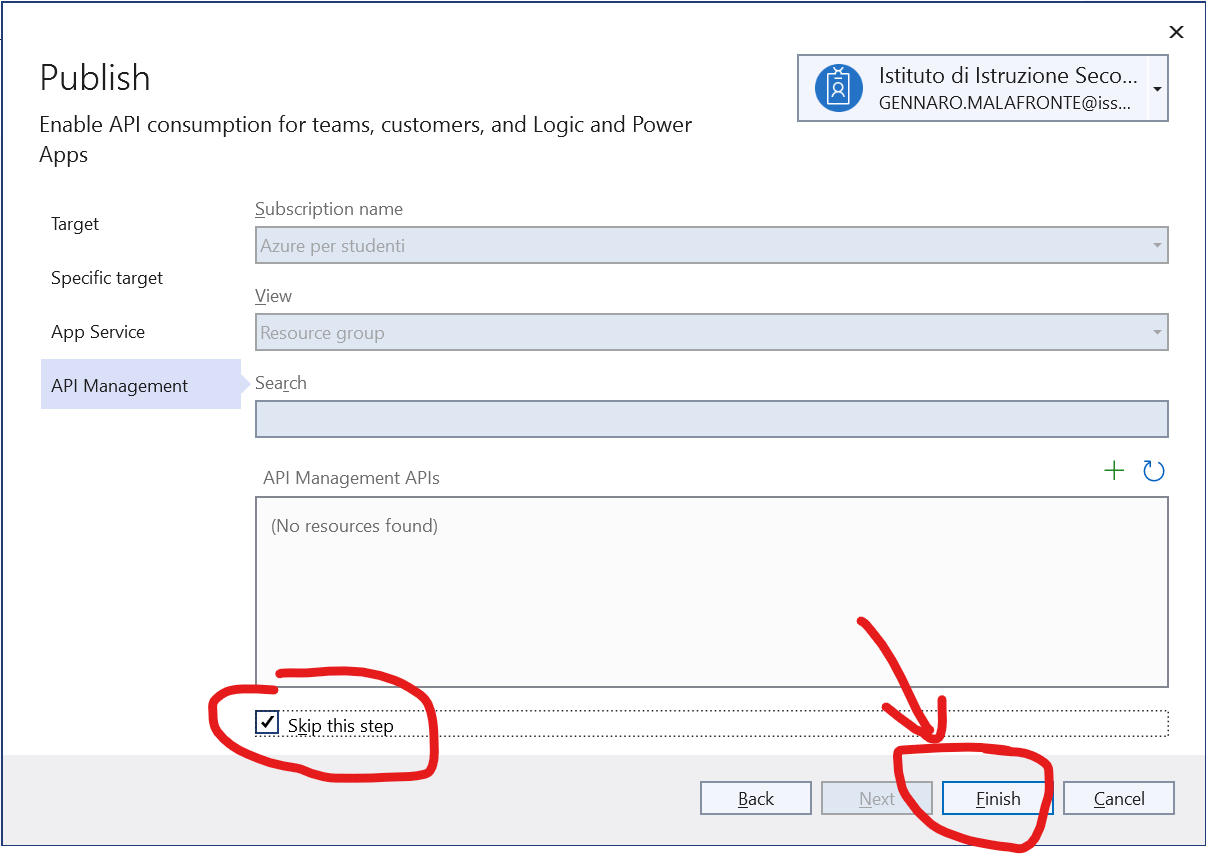 Publish
Enable API consumption for teams, customers, and Logic and Power
Apps
Istituto di Istruzione Seco...
GENNARO.MALAFRONTE@iss...
Target
Specific target
App Service
API Management
Subscription name
Azure per studenti
View
Resource group
Search
API Management APIs
(No resources found)
Skip this step
Back
Next
Finish
Cancel